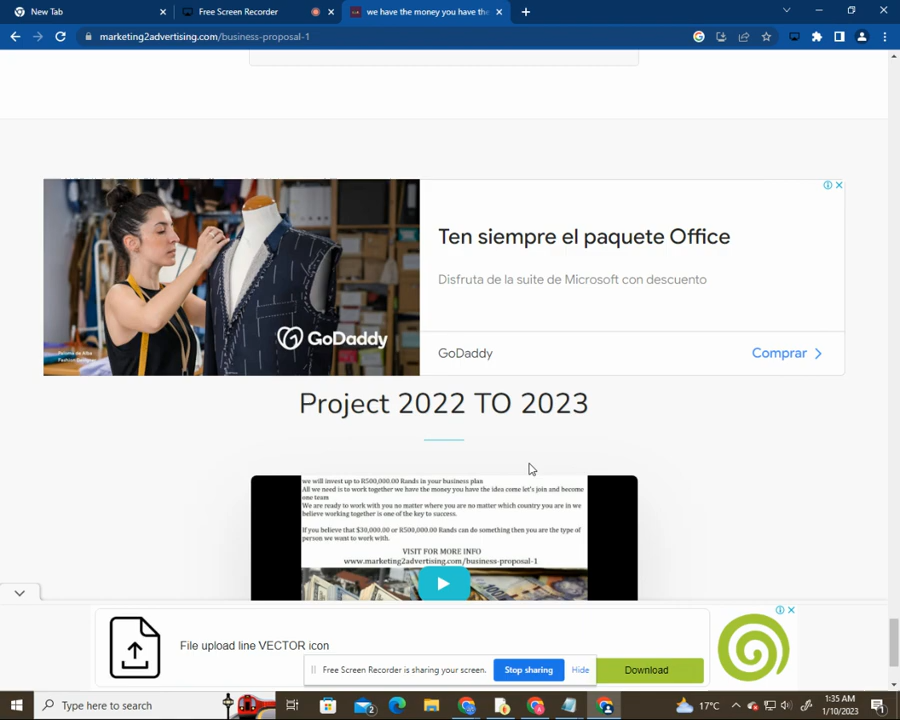 New Tab
Free Screen Recorder
we have the money you have the
marketing2advertising.com/business-proposal-1
Ten siempre el paquete Office
Disfruta de la suite de Microsoft con descuento
GoDaddy
GoDaddy
Comprar
Project 2022 TO 2023
we will invest up to R500,000.00 Rands in your business plan
All we need is to work together we have the money you have the idea come let's join and become
one team
We are ready to work with you no matter where you are no matter which country you are in we
believe working together is one of the key to success.
If you believe that $30,000.00 or R500,000.00 Rands can do something then you are the type of
person we want to work with.
VISIT FOR MORE INFO
www.marketing2advertising.com/business-proposal-1
File upload line VECTOR icon
Free Screen Recorder is sharing your screen.
Stop sharing
Hide
Download
Type here to search
2
17°C
1:35 AM
1/10/2023